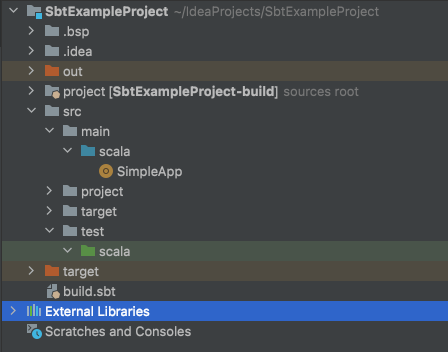 SbtExampleProject ~/IdeaProjects/SbtExampleProject
.bsp
.idea
out
project [SbtExampleProject-build] sources root
src
main
scala
SimpleApp
project
target
test
scala
target
build.sbt
External Libraries
Scratches and Consoles